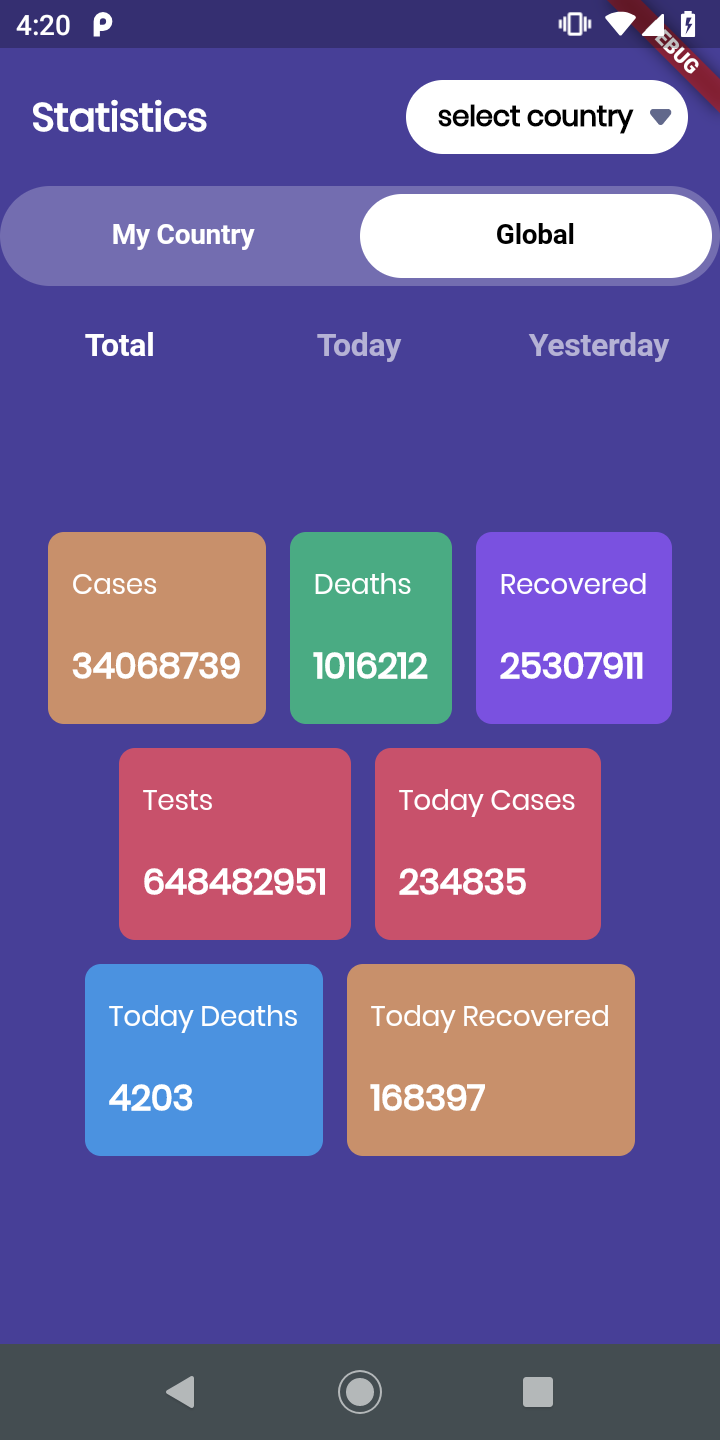 4:20
EBUG
Statistics
select country
My Country Global
Total Today Yesterday
Cases Deaths Recovered
34068739 1016212 25307911
Tests Today Cases
648482951 234835
Today Deaths Today Recovered
4203 168397